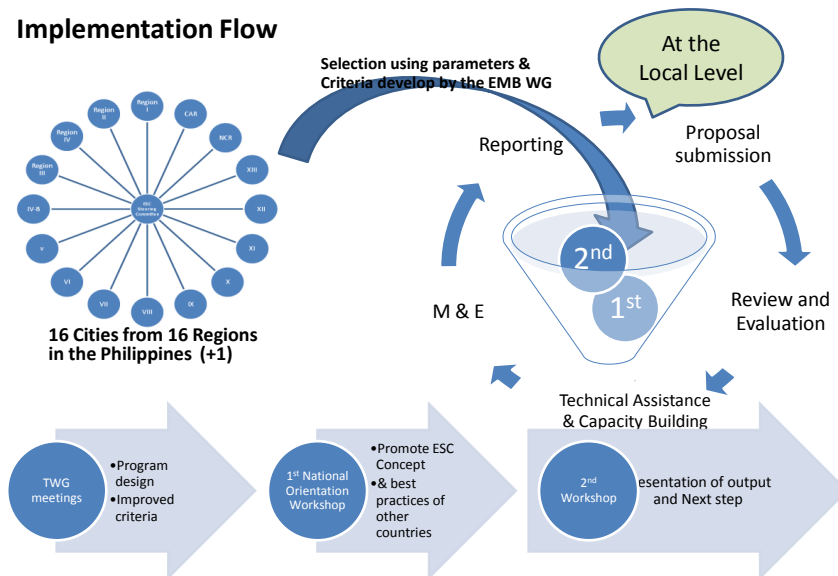 Implementation Flow
Selection using parameters &
Criteria develop by the EMB WG
At the
Local Level
Region
I
CAR
NCR
XIII
XII
XI
X
IX
VIII
VII
VI
v
IV-B
Region
III
Region
IV
Region
II
ESC
Steering
Committee
16 Cities from 16 Regions
in the Philippines (+1)
Reporting
Proposal
submission
Review and
Evaluation
Technical Assistance
& Capacity Building
M & E
2nd
1st
TWG
meetings
•Program
design
•Improved
criteria
1st National
Orientation
Workshop
•Promote ESC
Concept
•& best
practices of
other
countries
2nd
Workshop
esentation of output
and Next step